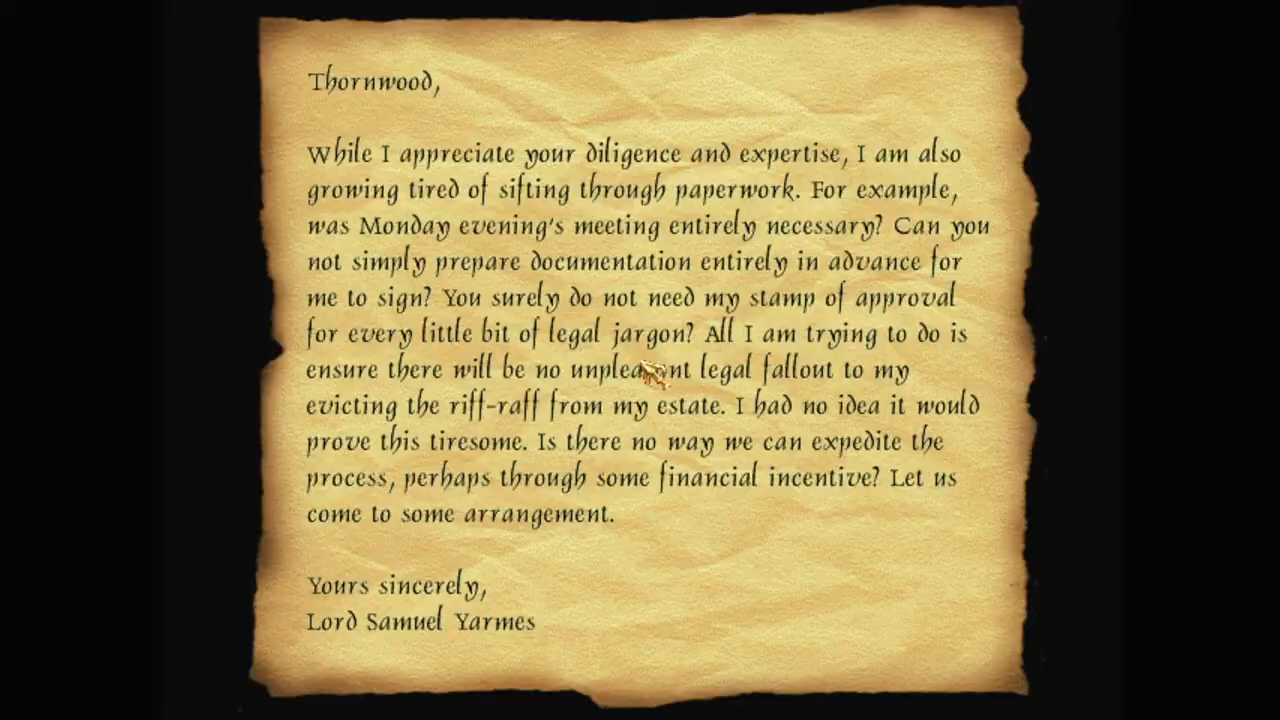 Thornwood,
While I appreciate your diligence and expertise, I am also
growing tired of sifting through paperwork. For example,
was Monday evening's meeting entirely necessary? Can you
not simply prepare documentation entirely in advance for
me to sign? You surely do not need my stamp of approval
for every little bit of legal jargon? All I am trying to do is
ensure there will be no unpleasant legal fallout to my
evicting the riff-raff from my estate. I had no idea it would
prove this tiresome. Is there no way we can expedite the
process, perhaps through some financial incentive? Let us
come to some arrangement.
Yours sincerely,
Lord Samuel Yarmes